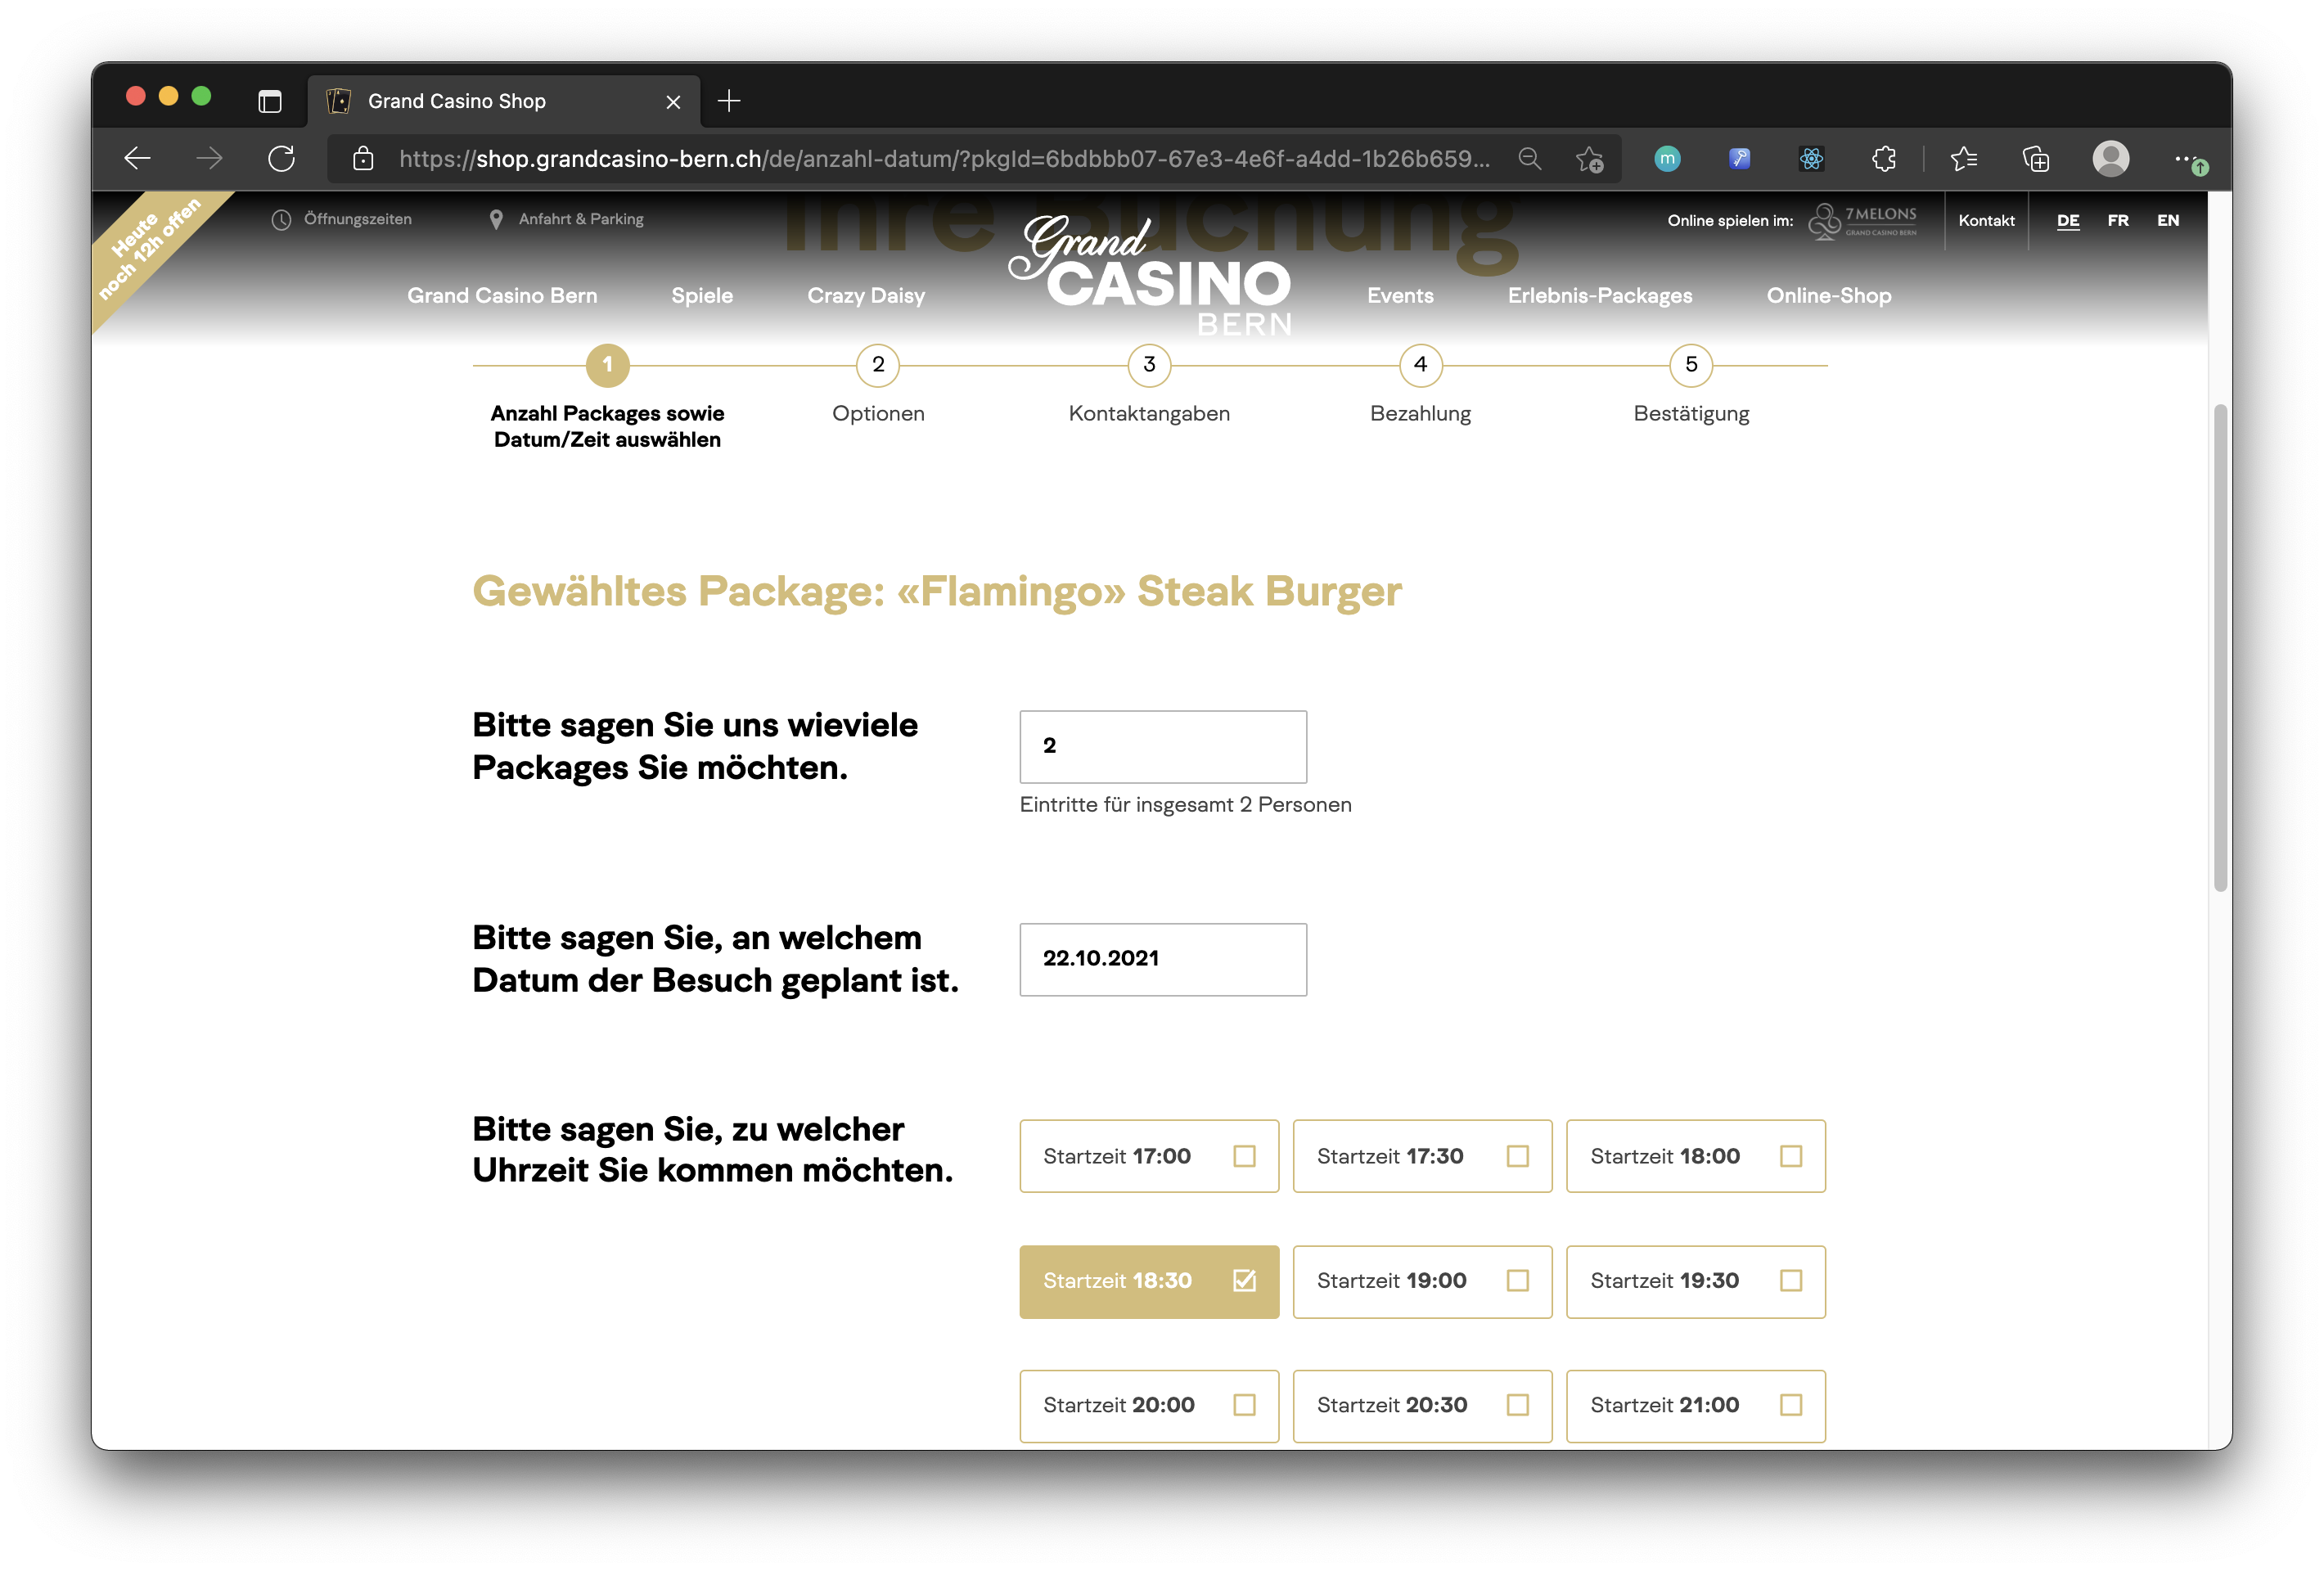 Grand Casino Shop
https://shop.grandcasino-bern.ch/de/anzahl-datum/?pkgId=6bdbbb07-67e3-4e6f-a4dd-1b26b659...
m
Heute
noch 12h offen
Öffnungszeiten
Anfahrt & Parking
Ihre Buchung
Online spielen im:
7 MELONS
GRAND CASINO BERN
Kontakt
DE FR EN
Grand Casino Bern
Spiele
Crazy Daisy
Grand
CASINO
BERN
Events
Erlebnis-Packages
Online-Shop
1 2 3 4 5
Anzahl Packages sowie
Datum/Zeit auswählen
Optionen
Kontaktangaben
Bezahlung
Bestätigung
Gewähltes Package: «Flamingo» Steak Burger
Bitte sagen Sie uns wieviele
Packages Sie möchten.
2
Eintritte für insgesamt 2 Personen
Bitte sagen Sie, an welchem
Datum der Besuch geplant ist.
22.10.2021
Bitte sagen Sie, zu welcher
Uhrzeit Sie kommen möchten.
Startzeit 17:00
Startzeit 17:30
Startzeit 18:00
Startzeit 18:30
Startzeit 19:00
Startzeit 19:30
Startzeit 20:00
Startzeit 20:30
Startzeit 21:00